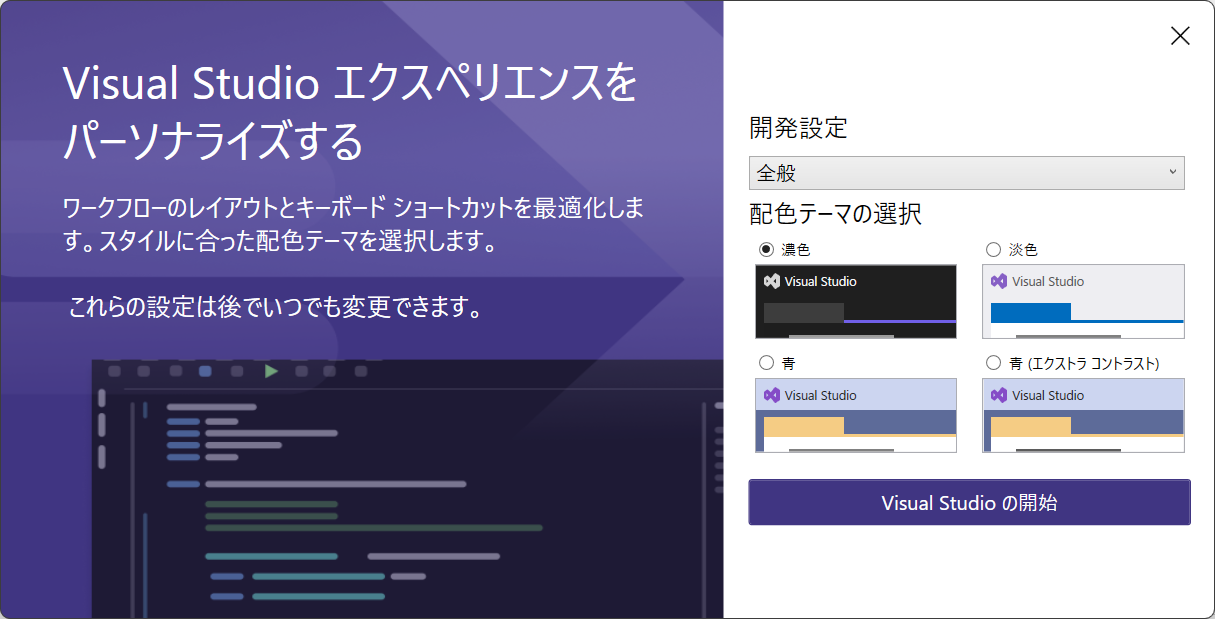 Visual Studio エクスペリエンスを
パーソナライズする
ワークフローのレイアウトとキーボード ショートカットを最適化しま
す。スタイルに合った配色テーマを選択します。
これらの設定は後でいつでも変更できます。
開発設定
全般
配色テーマの選択
濃色
淡色
Visual Studio
Visual Studio
青
青 (エクストラ コントラスト)
Visual Studio
Visual Studio
Visual Studio の開始